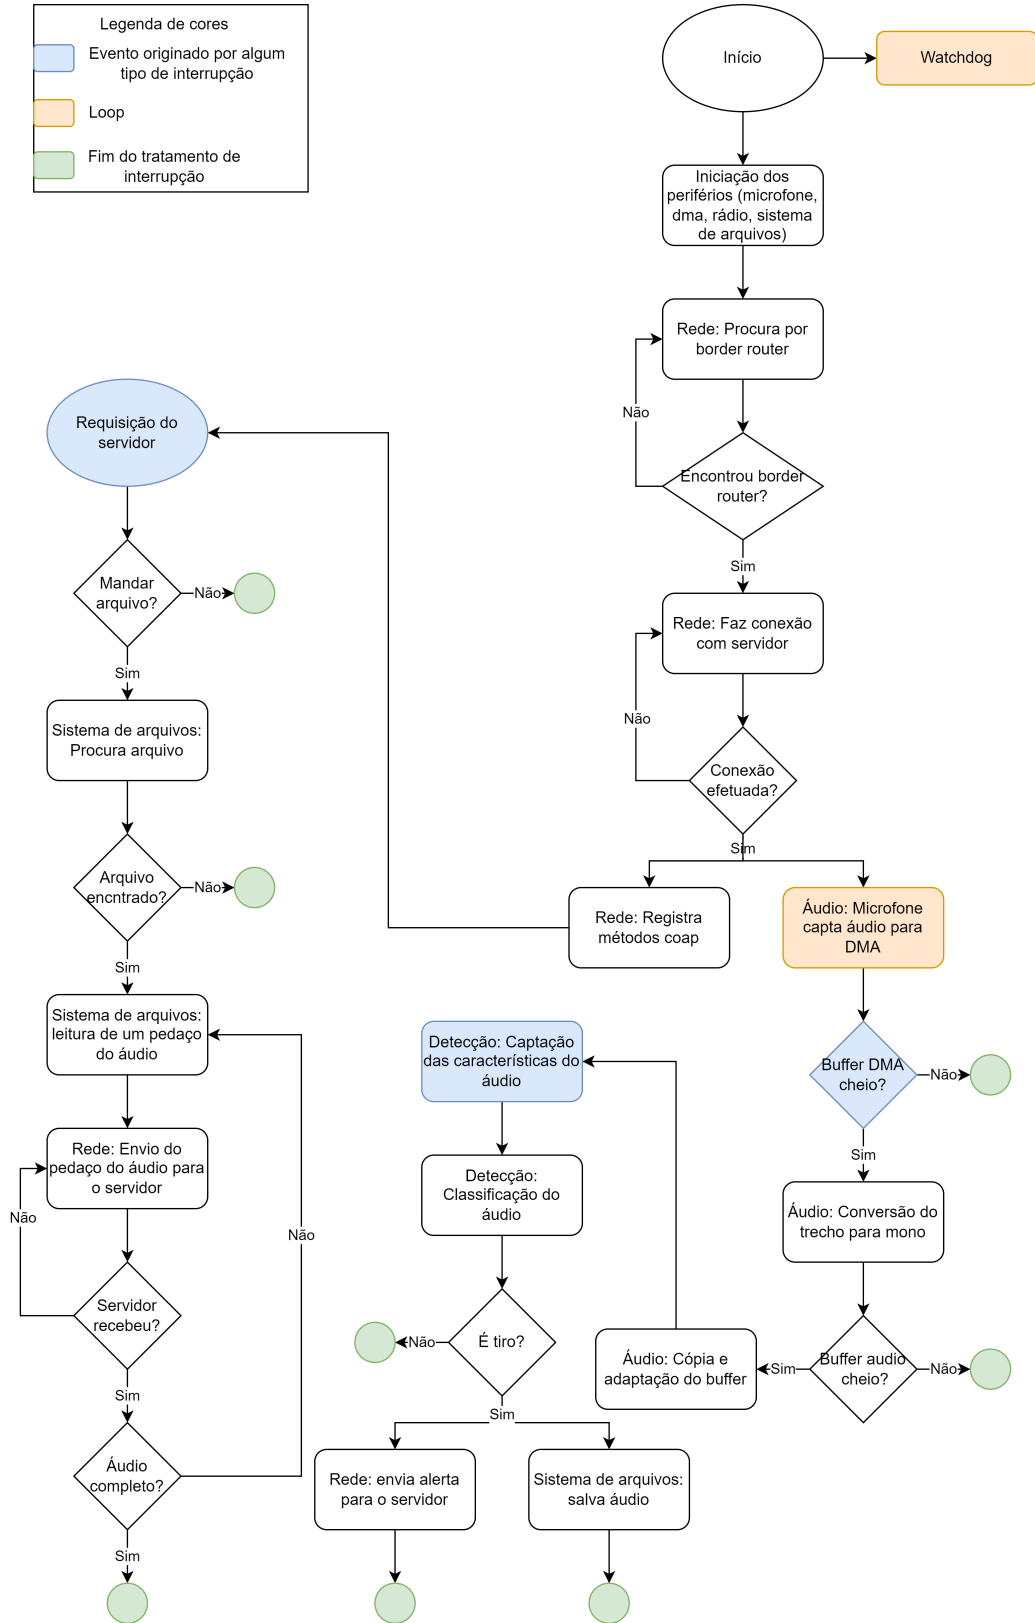 Legenda de cores
Evento originado por algum
tipo de interrupção
Loop
Fim do tratamento de
interrupção
Início
Watchdog
Iniciação dos
periférios (microfone,
dma, rádio, sistema
de arquivos)
Rede: Procura por
border router
Não
Encontrou border
router?
Sim
Rede: Faz conexão
com servidor
Não
Conexão
efetuada?
Sim
Rede: Registra
métodos coap
Áudio: Microfone
capta áudio para
DMA
Buffer DMA
cheio?
Não
Sim
Áudio: Conversão do
trecho para mono
Buffer audio
cheio?
Não
Sim
Áudio: Cópia e
adaptação do buffer
Detecção: Captação
das características do
áudio
Detecção:
Classificação do
áudio
É tiro?
Não
Sim
Rede: envia alerta
para o servidor
Sistema de arquivos:
salva áudio
Requisição do
servidor
Mandar
arquivo?
Não
Sim
Sistema de arquivos:
Procura arquivo
Arquivo
encntrado?
Não
Sim
Sistema de arquivos:
leitura de um pedaço
do áudio
Rede: Envio do
pedaço do áudio para
o servidor
Não
Servidor
recebeu?
Sim
Não
Áudio
completo?
Sim